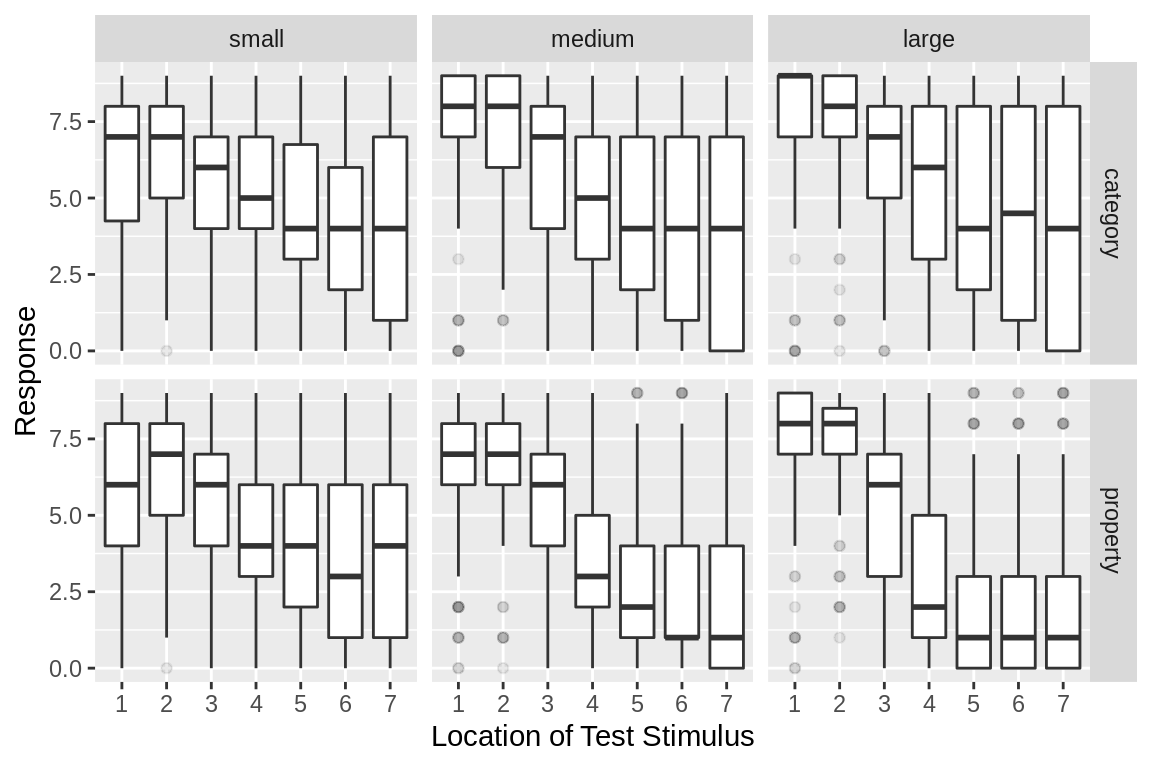 small medium large
7.5
5.0
2.5
0.0
category
Response
7.5
5.0
2.5
0.0
property
1 2 3 4 5 6 7 1 2 3 4 5 6 7 1 2 3 4 5 6 7
Location of Test Stimulus